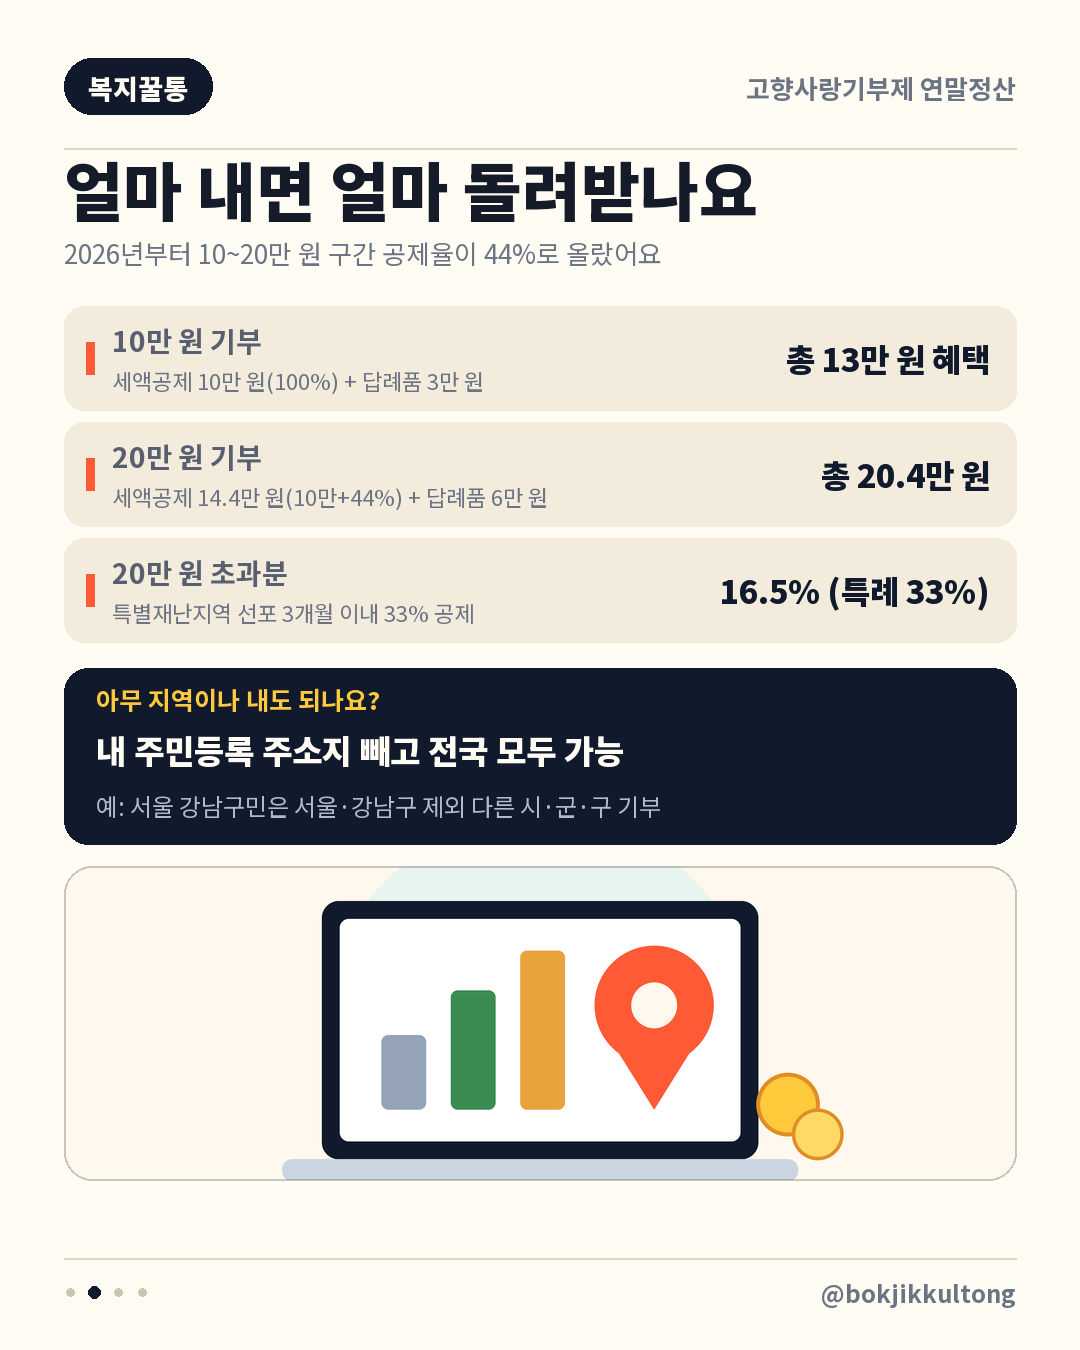 복지꿀통
고향사랑기부제 연말정산
얼마 내면 얼마 돌려받나요
2026년부터 10~20만 원 구간 공제율이 44%로 올랐어요
10만 원 기부
세액공제 10만 원(100%) + 답례품 3만 원
총 13만 원 혜택
20만 원 기부
세액공제 14.4만 원(10만+44%) + 답례품 6만 원
총 20.4만 원
20만 원 초과분
특별재난지역 선포 3개월 이내 33% 공제
16.5% (특례 33%)
아무 지역이나 내도 되나요?
내 주민등록 주소지 빼고 전국 모두 가능
예: 서울 강남구민은 서울·강남구 제외 다른 시·군·구 기부
@bokjikkultong